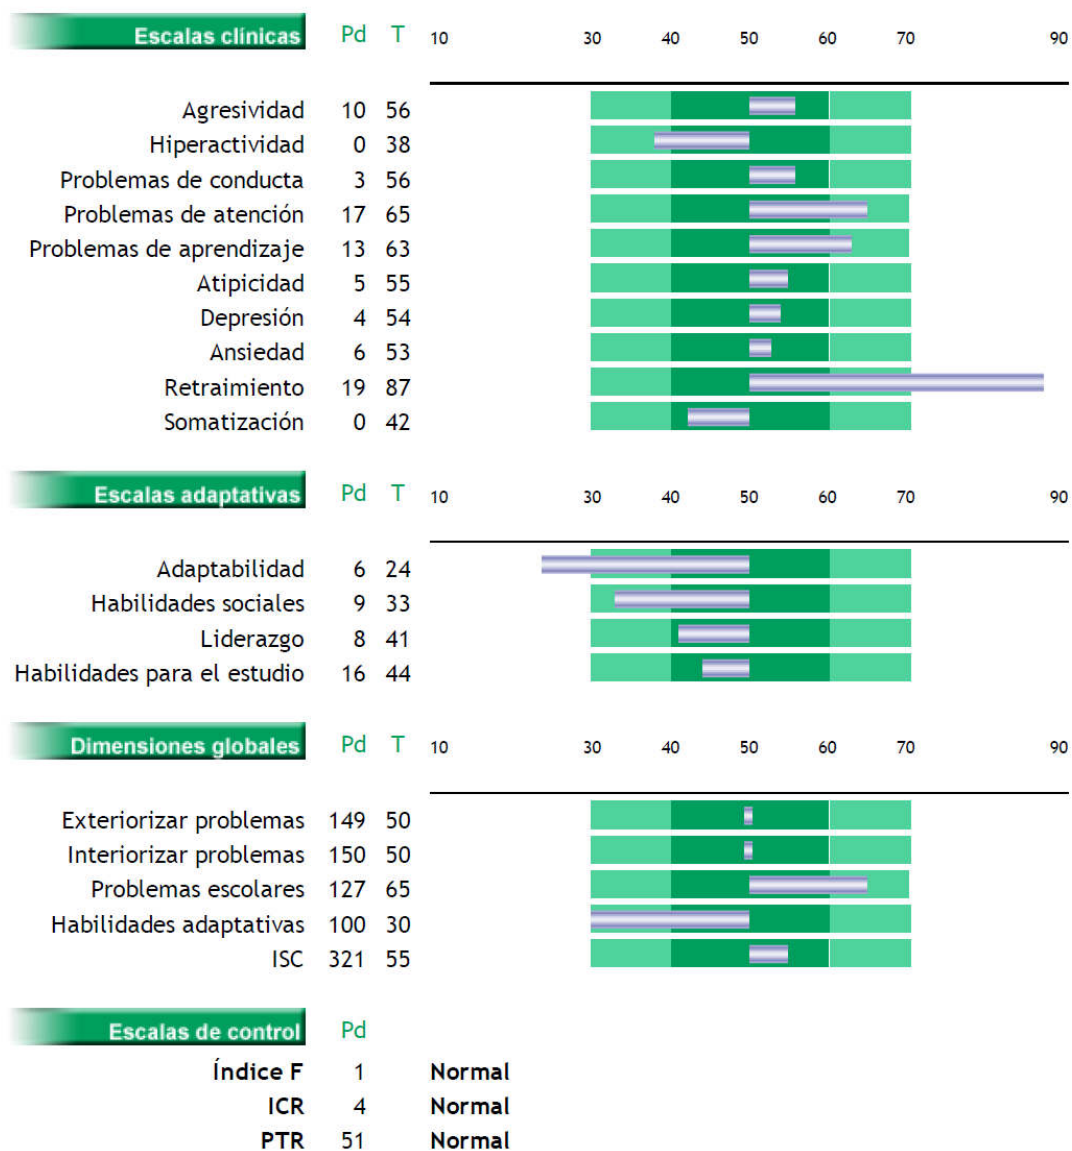 Escalas clínicas Pd T 10 30 40 50 60 70 90
Agresividad 10 56
Hiperactividad 0 38
Problemas de conducta 3 56
Problemas de atención 17 65
Problemas de aprendizaje 13 63
Atipicidad 5 55
Depresión 4 54
Ansiedad 6 53
Retraimiento 19 87
Somatización 0 42
Escalas adaptativas Pd T 10 30 40 50 60 70 90
Adaptabilidad 6 24
Habilidades sociales 9 33
Liderazgo 8 41
Habilidades para el estudio 16 44
Dimensiones globales Pd T 10 30 40 50 60 70 90
Exteriorizar problemas 149 50
Interiorizar problemas 150 50
Problemas escolares 127 65
Habilidades adaptativas 100 30
ISC 321 55
Escalas de control Pd
Índice F 1 Normal
ICR 4 Normal
PTR 51 Normal